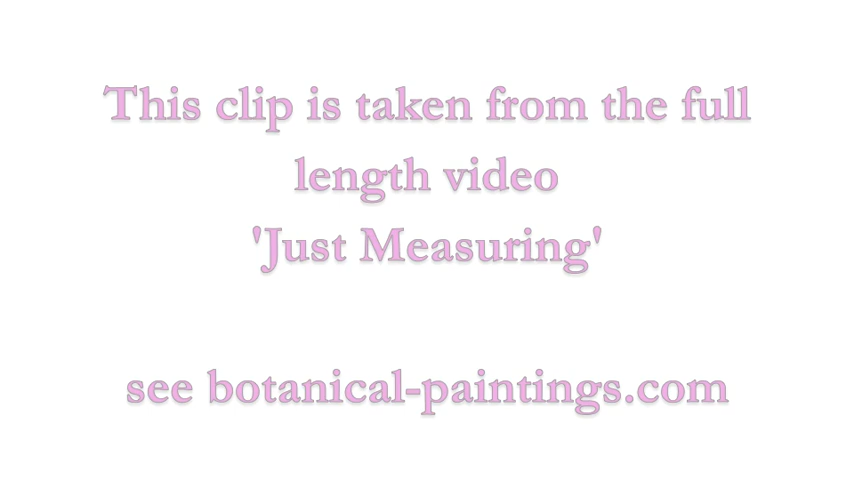 This clip is taken from the full
length video
'Just Measuring'
see botanical-paintings.com